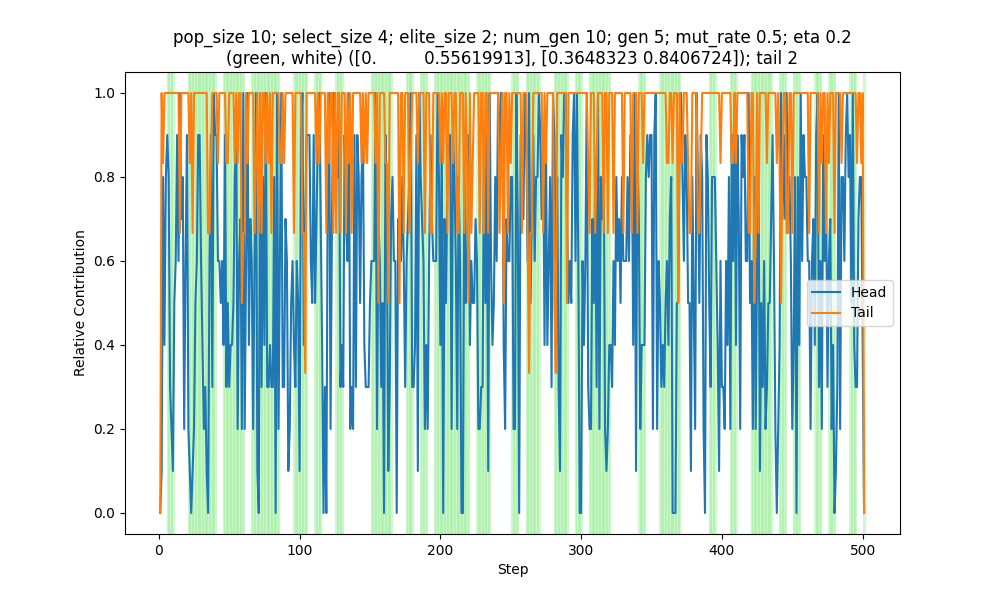 pop_size 10; select_size 4; elite_size 2; num_gen 10; gen 5; mut_rate 0.5; eta 0.2
(green, white) ([0. 0.55619913], [0.3648323 0.8406724]); tail 2
1.0
0.8
0.6
0.4
0.2
0.0
Relative Contribution
Head
Tail
0 100 200 300 400 500
Step